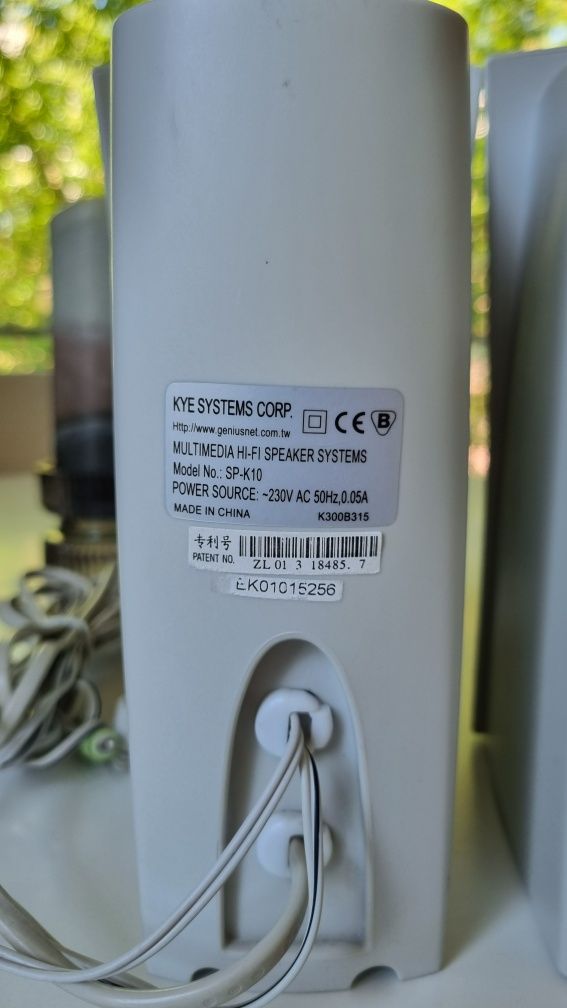 KYE SYSTEMS CORP.
Http://www.geniusnet.com.tw
CE B
MULTIMEDIA HI-FI SPEAKER SYSTEMS
Model No.: SP-K10
POWER SOURCE: ~230V AC 50Hz,0.05A
MADE IN CHINA K300B315
专利号
PATENT NO. ZL 01 3 18485. 7
EK01015256